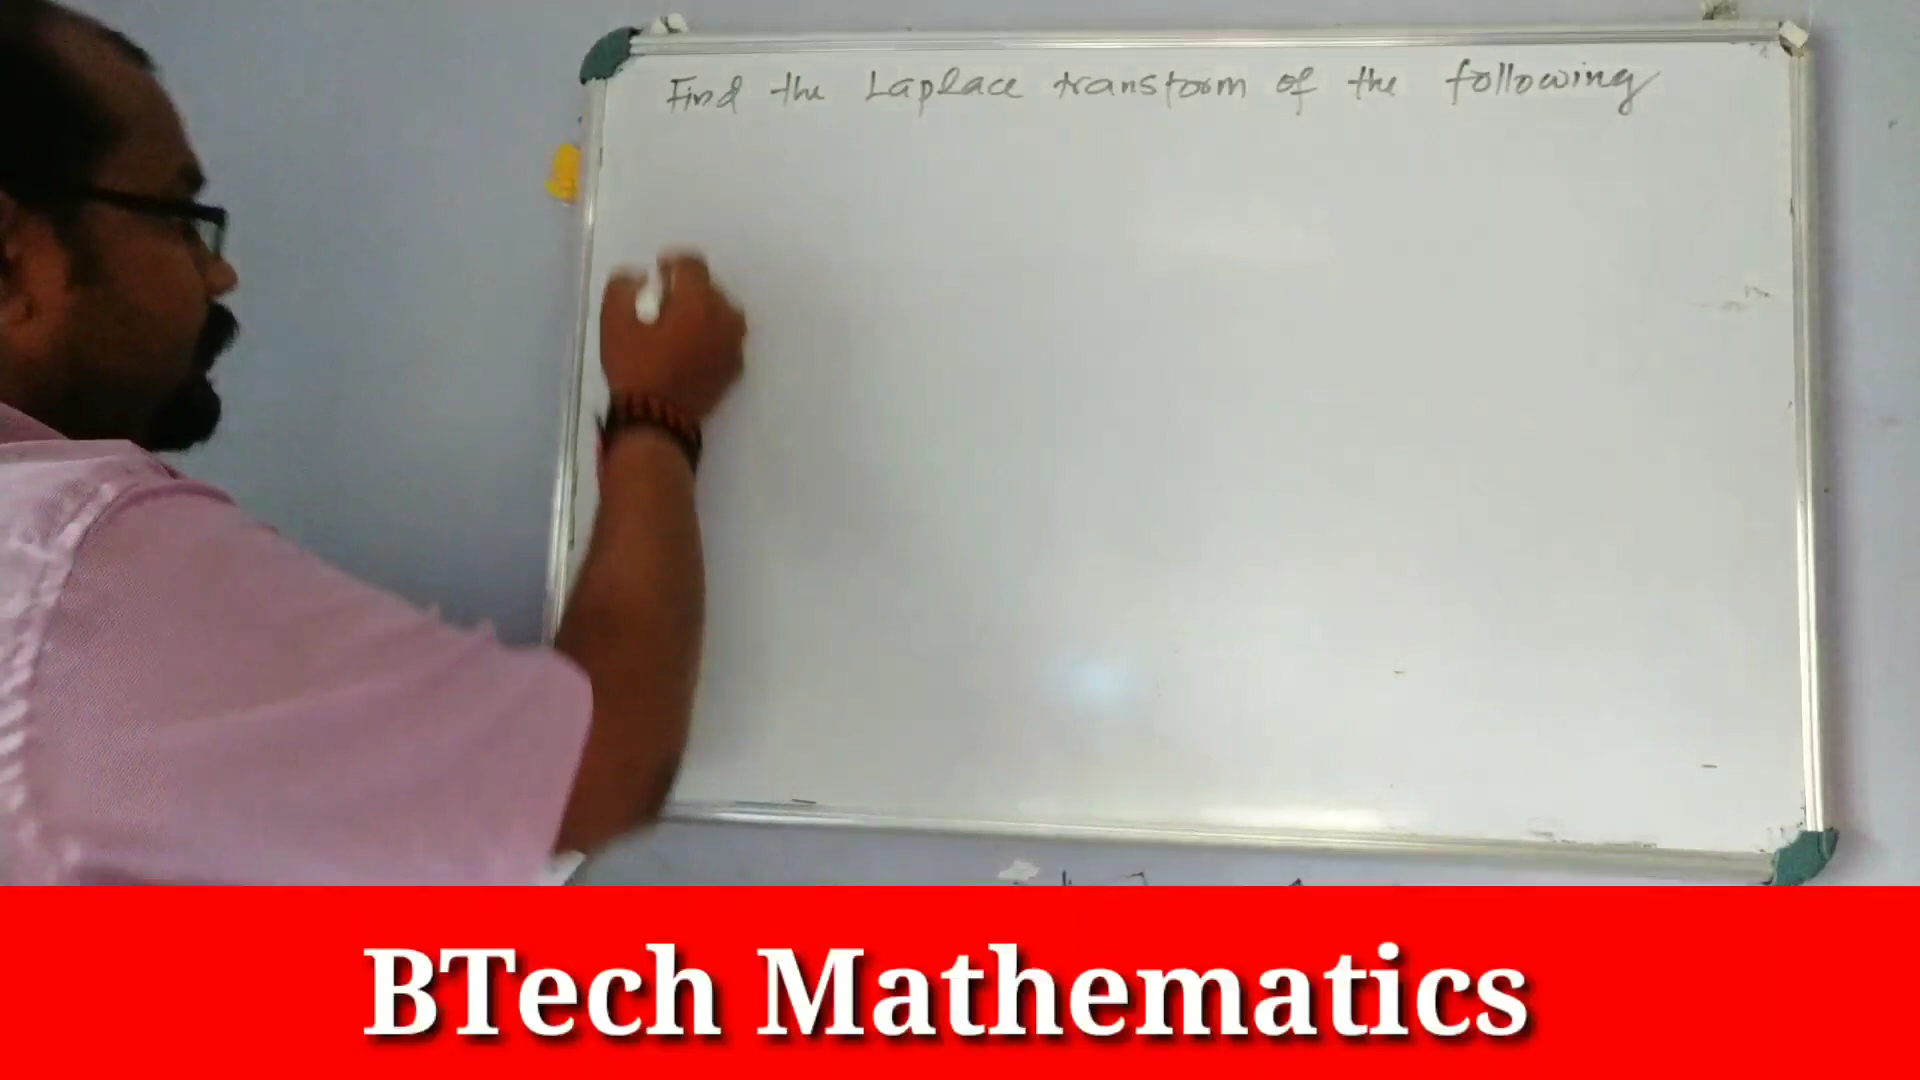 Find the Laplace transform of the following
BTech Mathematics